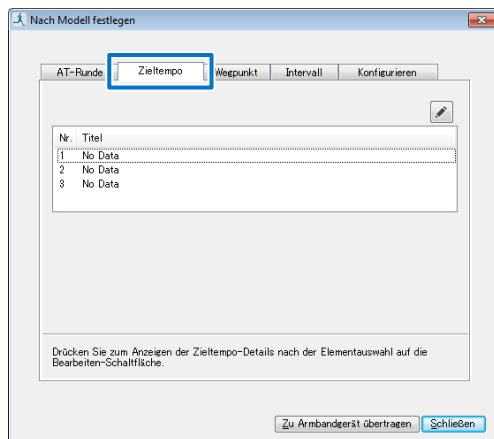 Nach Modell festlegen
AT-Runde Zieltempo Wegpunkt Intervall Konfigurieren
Nr. Titel
1 No Data
2 No Data
3 No Data
Drücken Sie zum Anzeigen der Zieltempo-Details nach der Elementauswahl auf die
Bearbeiten-Schaltfläche.
Zu Armbandgerät übertragen Schließen